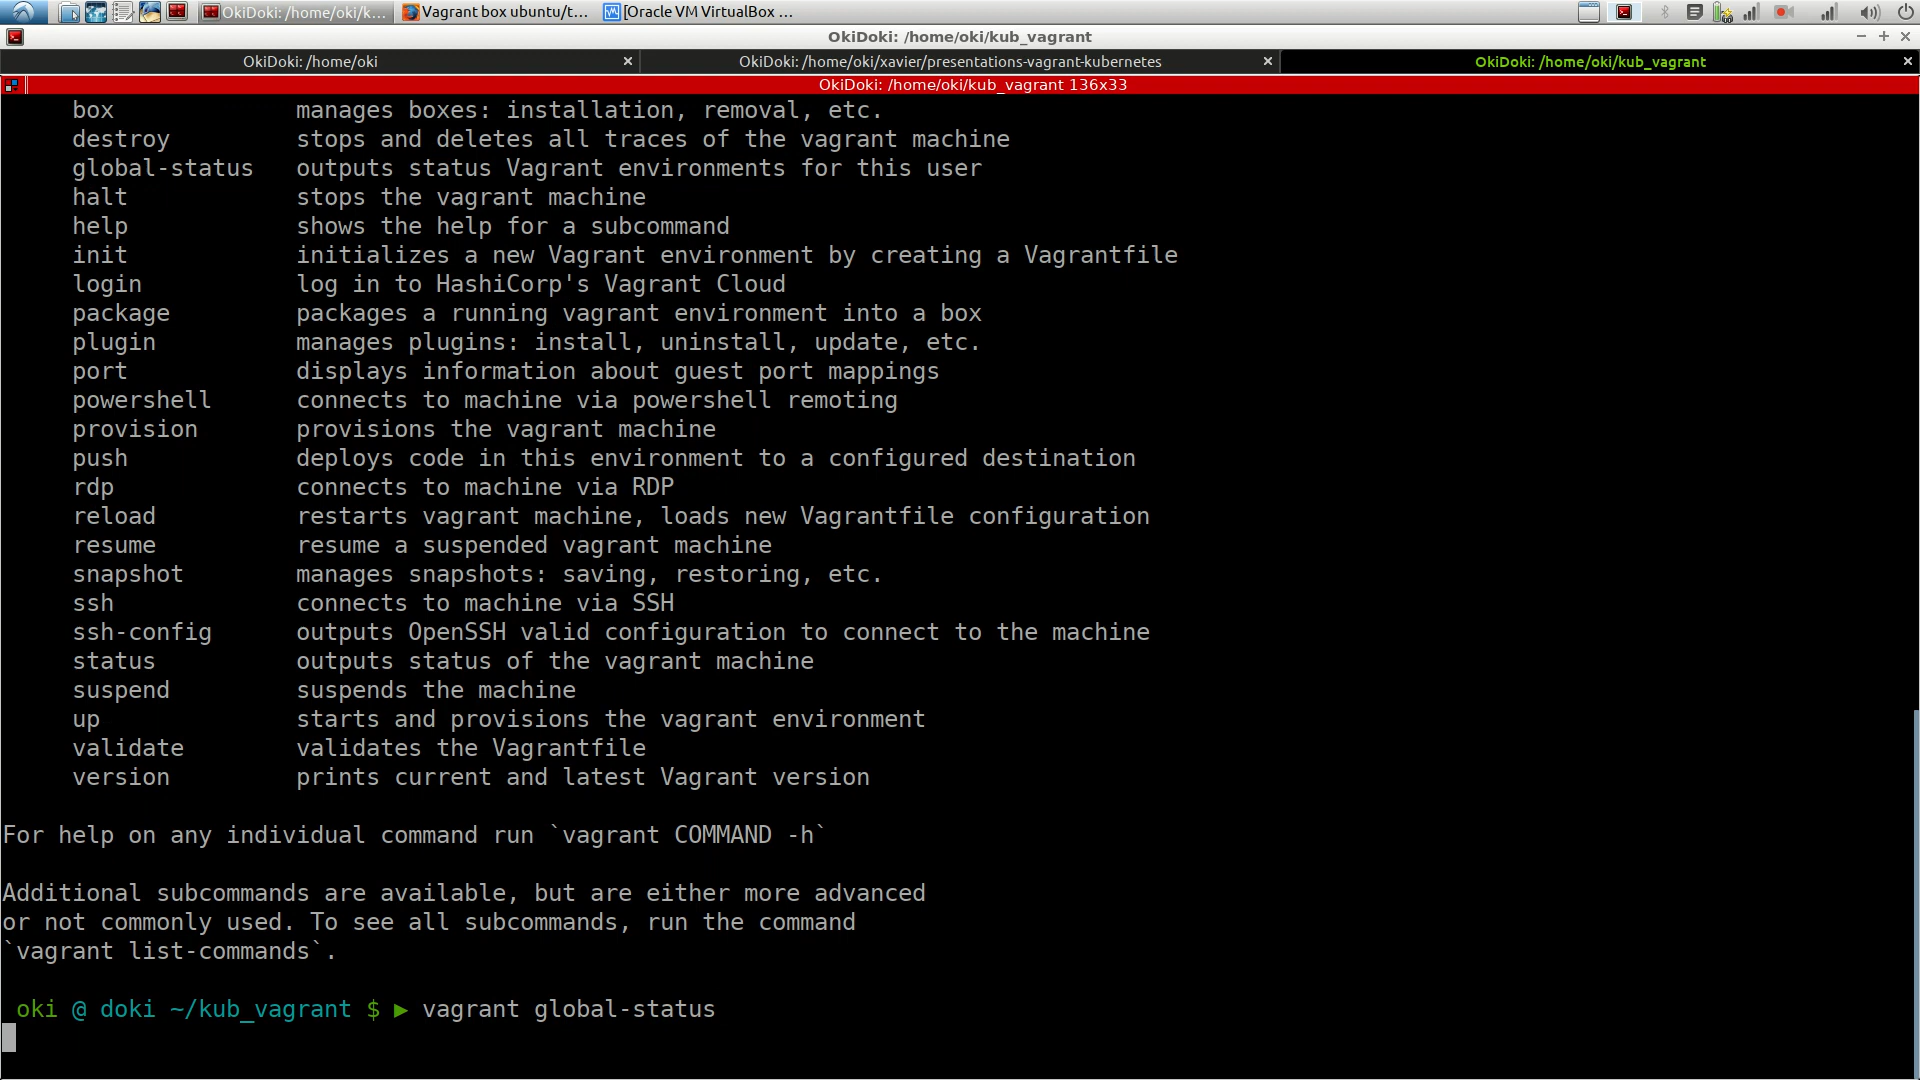 OkiDoki: /home/oki/k...
Vagrant box ubuntu/t...
[Oracle VM VirtualBox ...
OkiDoki: /home/oki/kub_vagrant
OkiDoki: /home/oki
OkiDoki: /home/oki/xavier/presentations-vagrant-kubernetes
OkiDoki: /home/oki/kub_vagrant
OkiDoki: /home/oki/kub_vagrant 136x33
box manages boxes: installation, removal, etc.
destroy stops and deletes all traces of the vagrant machine
global-status outputs status Vagrant environments for this user
halt stops the vagrant machine
help shows the help for a subcommand
init initializes a new Vagrant environment by creating a Vagrantfile
login log in to HashiCorp's Vagrant Cloud
package packages a running vagrant environment into a box
plugin manages plugins: install, uninstall, update, etc.
port displays information about guest port mappings
powershell connects to machine via powershell remoting
provision provisions the vagrant machine
push deploys code in this environment to a configured destination
rdp connects to machine via RDP
reload restarts vagrant machine, loads new Vagrantfile configuration
resume resume a suspended vagrant machine
snapshot manages snapshots: saving, restoring, etc.
ssh connects to machine via SSH
ssh-config outputs OpenSSH valid configuration to connect to the machine
status outputs status of the vagrant machine
suspend suspends the machine
up starts and provisions the vagrant environment
validate validates the Vagrantfile
version prints current and latest Vagrant version
For help on any individual command run `vagrant COMMAND -h`
Additional subcommands are available, but are either more advanced
or not commonly used. To see all subcommands, run the command
`vagrant list-commands`.
oki @ doki ~/kub_vagrant $ ▶ vagrant global-status